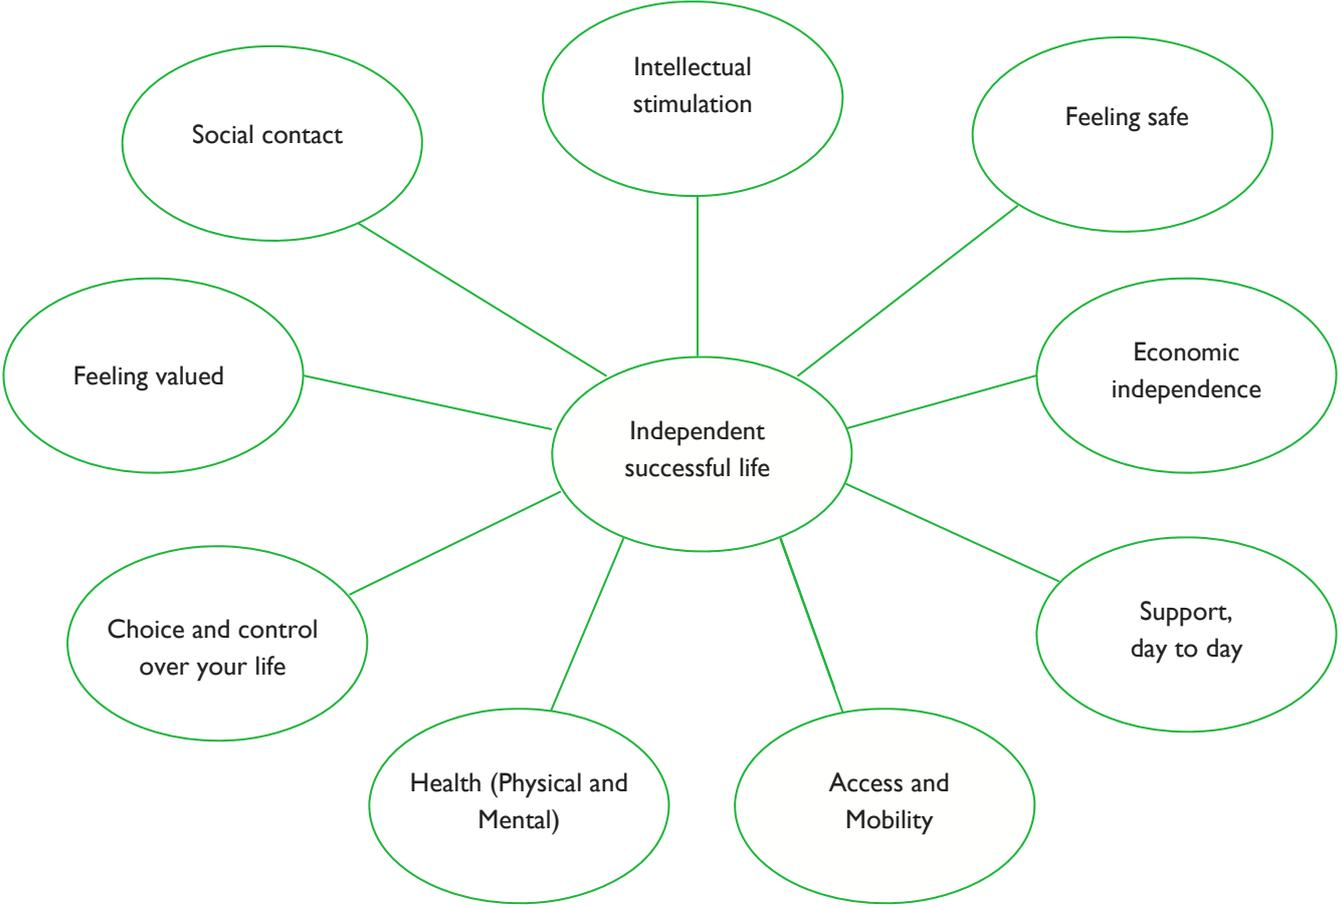 Intellectual
stimulation
Feeling safe
Social contact
Economic
independence
Feeling valued
Independent
successful life
Support,
day to day
Choice and control
over your life
Health (Physical and
Mental)
Access and
Mobility